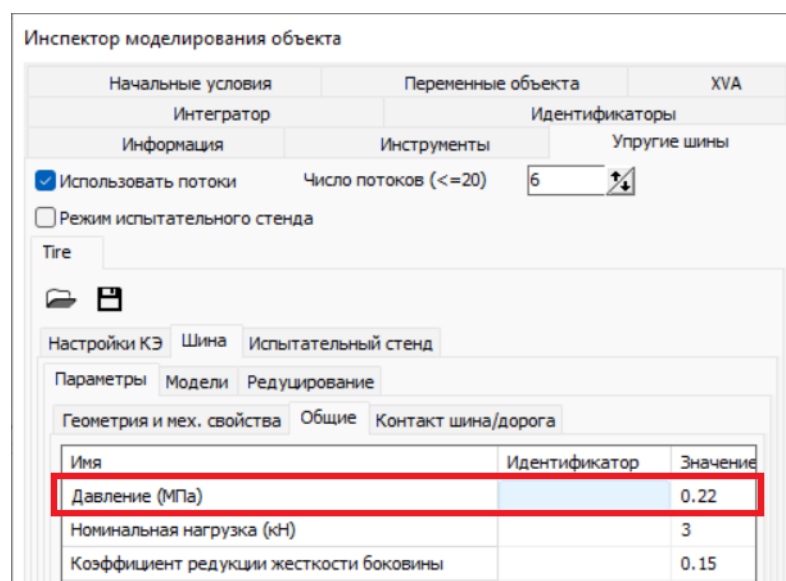 Инспектор моделирования объекта
Начальные условия Переменные объекта XVA
Интегратор Идентификаторы
Информация Инструменты Упругие шины
Использовать потоки Число потоков (<=20) 6
Режим испытательного стенда
Tire
Настройки КЭ Шина Испытательный стенд
Параметры Модели Редуцирование
Геометрия и мех. свойства Общие Контакт шина/дорога
Имя Идентификатор Значение
Давление (МПа) 0.22
Номинальная нагрузка (кН) 3
Коэффициент редукции жесткости боковины 0.15